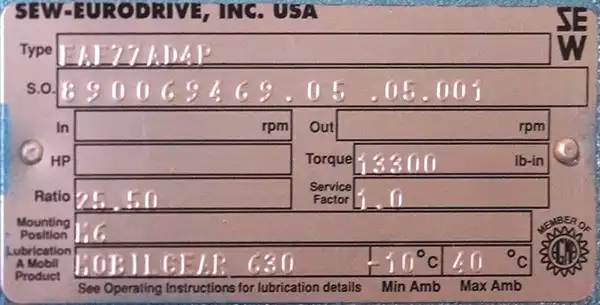 SEW-EURODRIVE, INC. USA
SEW
Type FAF77AD4P
S.O. 890069469.05 .05.001
In rpm Out rpm
HP Torque 13300 lb-in
Ratio 25.50 Service Factor 1.0
Mounting Position M6
Lubrication A Mobil Product MOBILGEAR 630 -10 °C 40 °C
See Operating Instructions for lubrication details Min Amb Max Amb
MEMBER OF AGMA